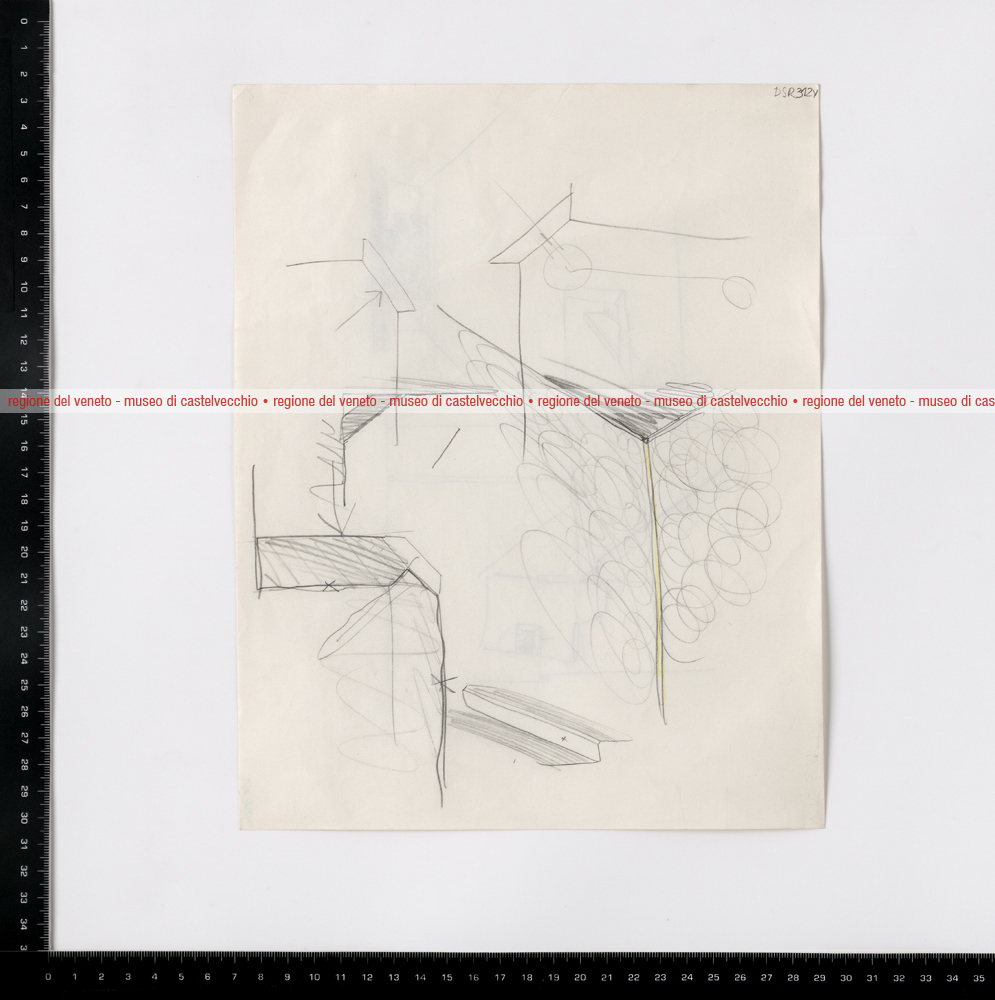 DSR 312v
regione del veneto - museo di castelvecchio • regione del veneto - museo di castelvecchio • regione del veneto - museo di castelvecchio • regione del veneto - museo di cas
0 1 2 3 4 5 6 7 8 9 10 11 12 13 15 16 17 18 19 20 21 22 23 24 25 26 27 28 29 30 31 32 33 34 3
0 1 2 3 4 5 6 7 8 9 10 11 12 13 14 15 16 17 18 19 20 21 22 23 24 25 26 27 28 29 30 31 32 33 34 35